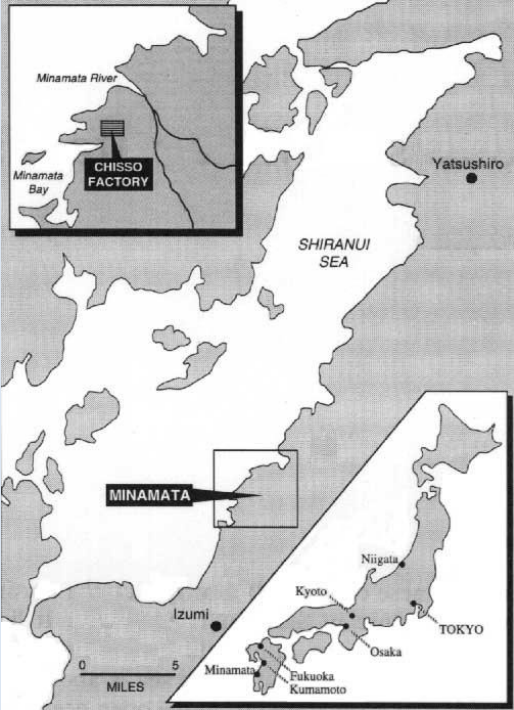 Minamata River
CHISSO
FACTORY
Minamata
Bay
Yatsushiro
SHIRANUI
SEA
MINAMATA
Izumi
0 5
MILES
Niigata
Kyoto
TOKYO
Osaka
Minamata
Fukuoka
Kumamoto